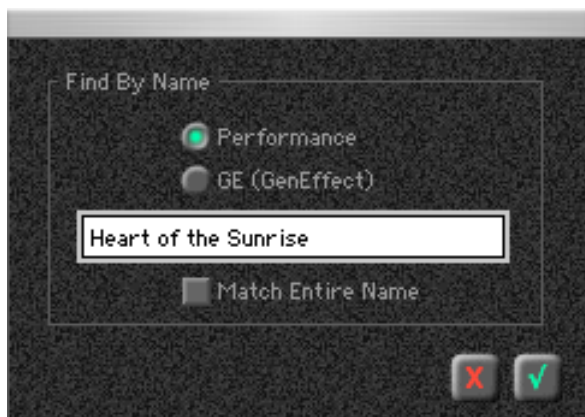 Find By Name
Performance
GE (GenEffect)
Heart of the Sunrise
Match Entire Name
X √